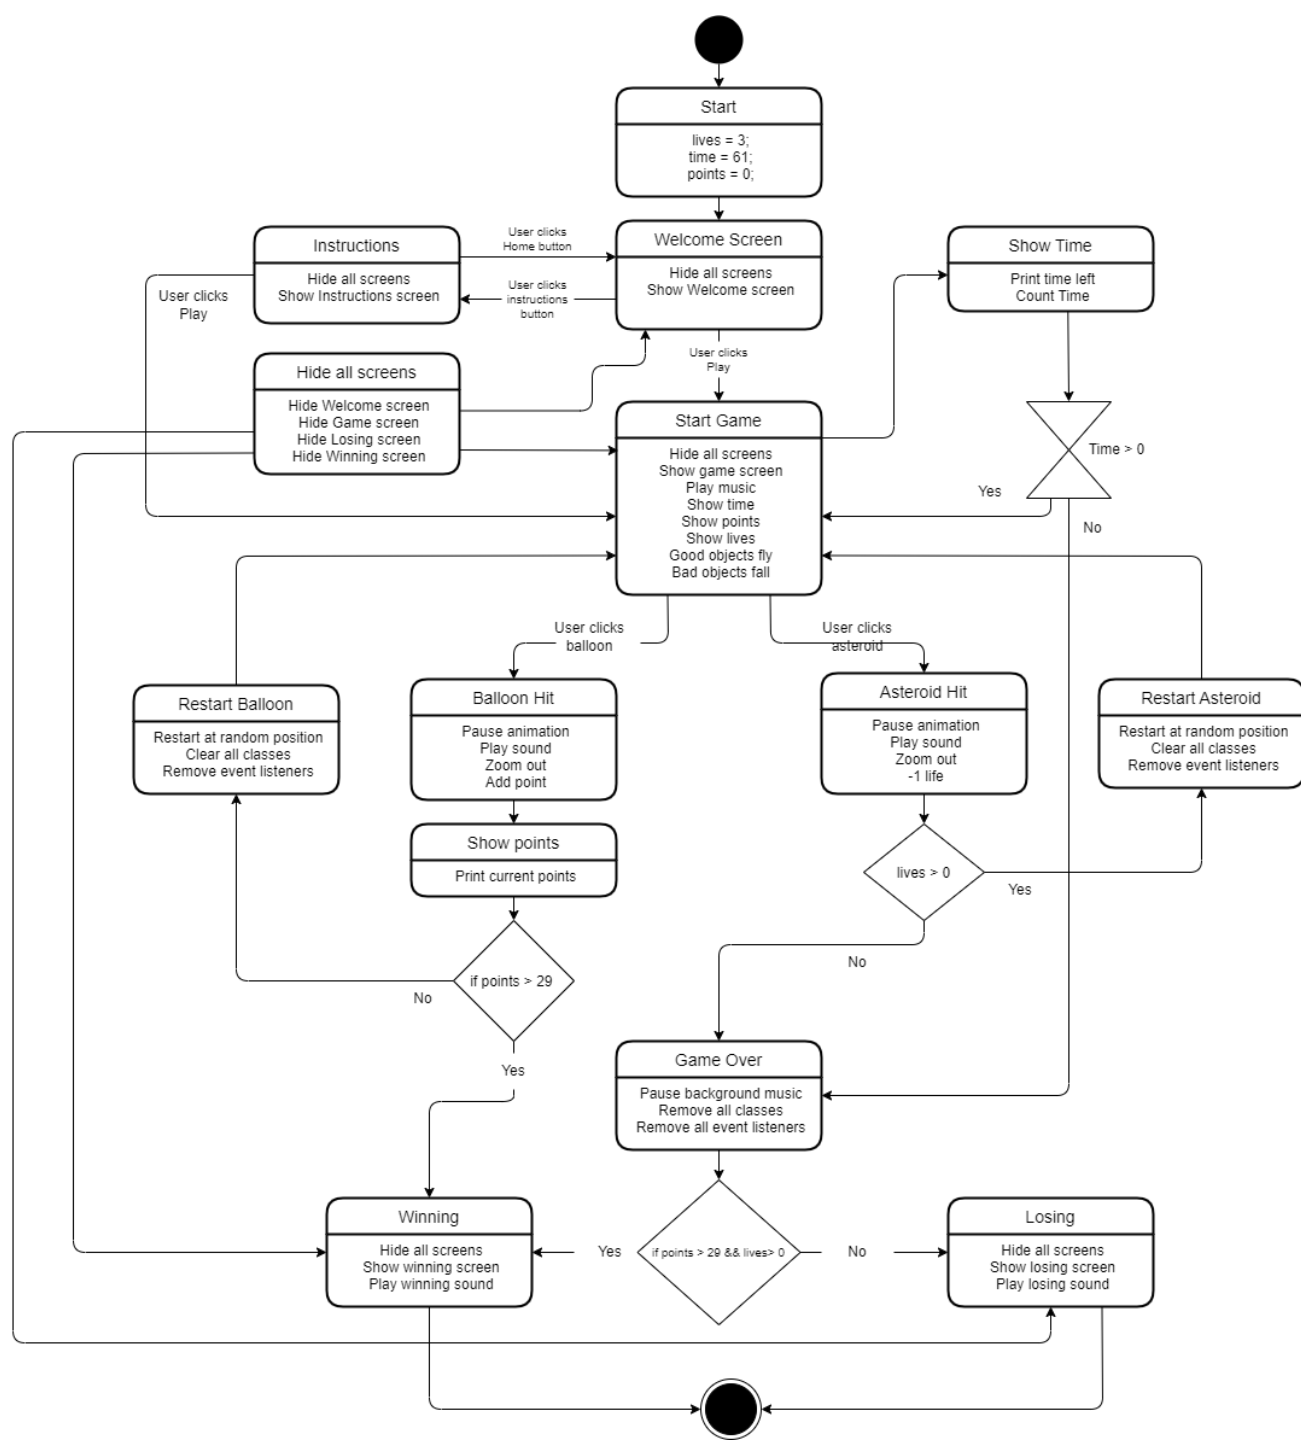 Start
lives = 3;
time = 61;
points = 0;
Instructions
Hide all screens
Show Instructions screen
User clicks
Home button
User clicks
instructions
button
Welcome Screen
Hide all screens
Show Welcome screen
Show Time
Print time left
Count Time
User clicks
Play
User clicks
Play
Hide all screens
Hide Welcome screen
Hide Game screen
Hide Losing screen
Hide Winning screen
Start Game
Hide all screens
Show game screen
Play music
Show time
Show points
Show lives
Good objects fly
Bad objects fall
Time > 0
Yes
No
User clicks
balloon
User clicks
asteroid
Restart Balloon
Restart at random position
Clear all classes
Remove event listeners
Balloon Hit
Pause animation
Play sound
Zoom out
Add point
Asteroid Hit
Pause animation
Play sound
Zoom out
-1 life
Restart Asteroid
Restart at random position
Clear all classes
Remove event listeners
Show points
Print current points
lives > 0
Yes
No
if points > 29
No
Yes
Game Over
Pause background music
Remove all classes
Remove all event listeners
Winning
Hide all screens
Show winning screen
Play winning sound
Yes
if points > 29 && lives> 0
No
Losing
Hide all screens
Show losing screen
Play losing sound